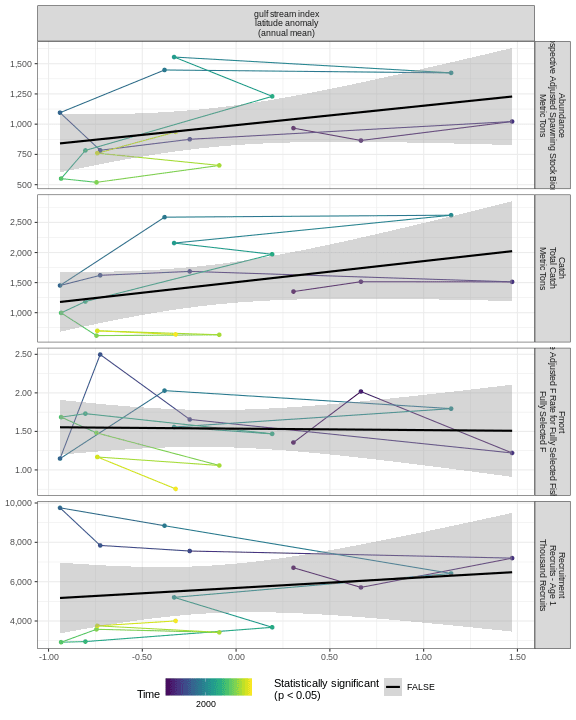 gulf stream index
latitude anomaly
(annual mean)
1,500
1,250
1,000
750
500
Abundance
Adjusted Spawning Stock
Metric Tons
2,500
2,000
1,500
1,000
Catch
Total Catch
Metric Tons
2.50
2.00
1.50
1.00
Fmort
Adjusted F Rate for Fully Selected
Fully Selected F
10,000
8,000
6,000
4,000
Recruitment
Recruits - Age 1
Thousand Recruits
-1.00
-0.50
0.00
0.50
1.00
1.50
Time
2000
Statistically significant
(p < 0.05)
FALSE